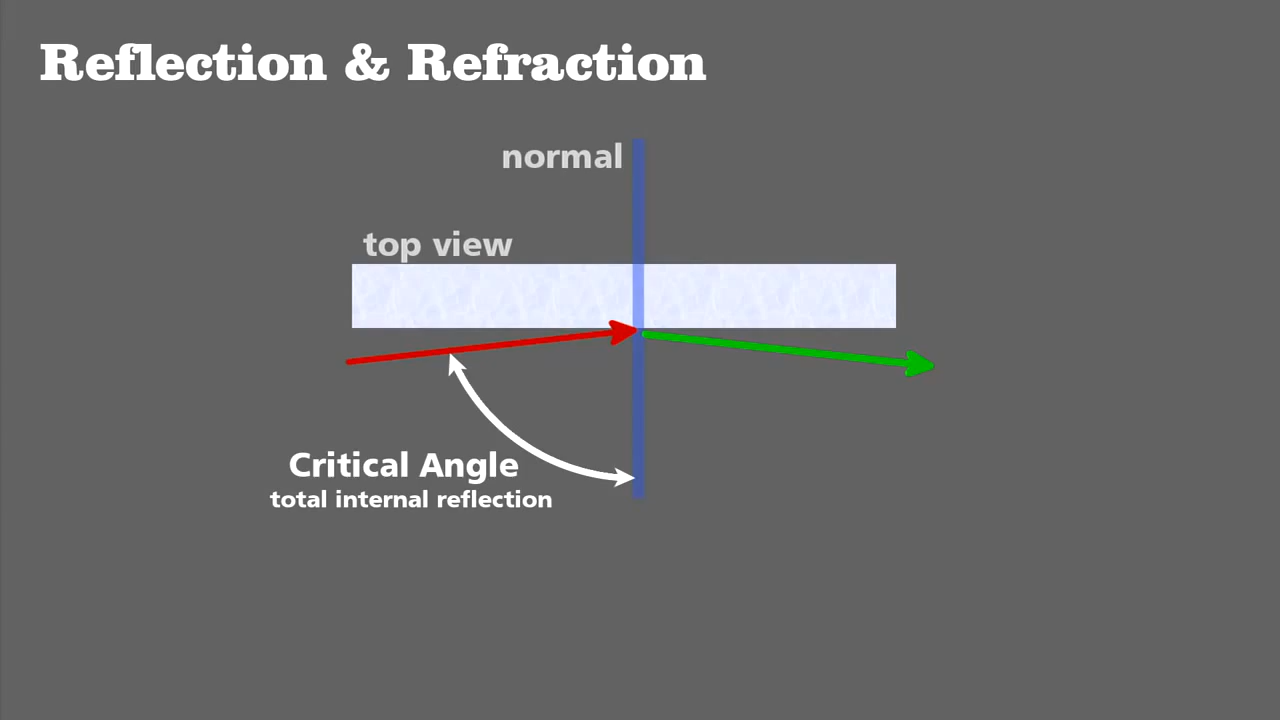 Reflection & Refraction
normal
top view
Critical Angle
total internal reflection